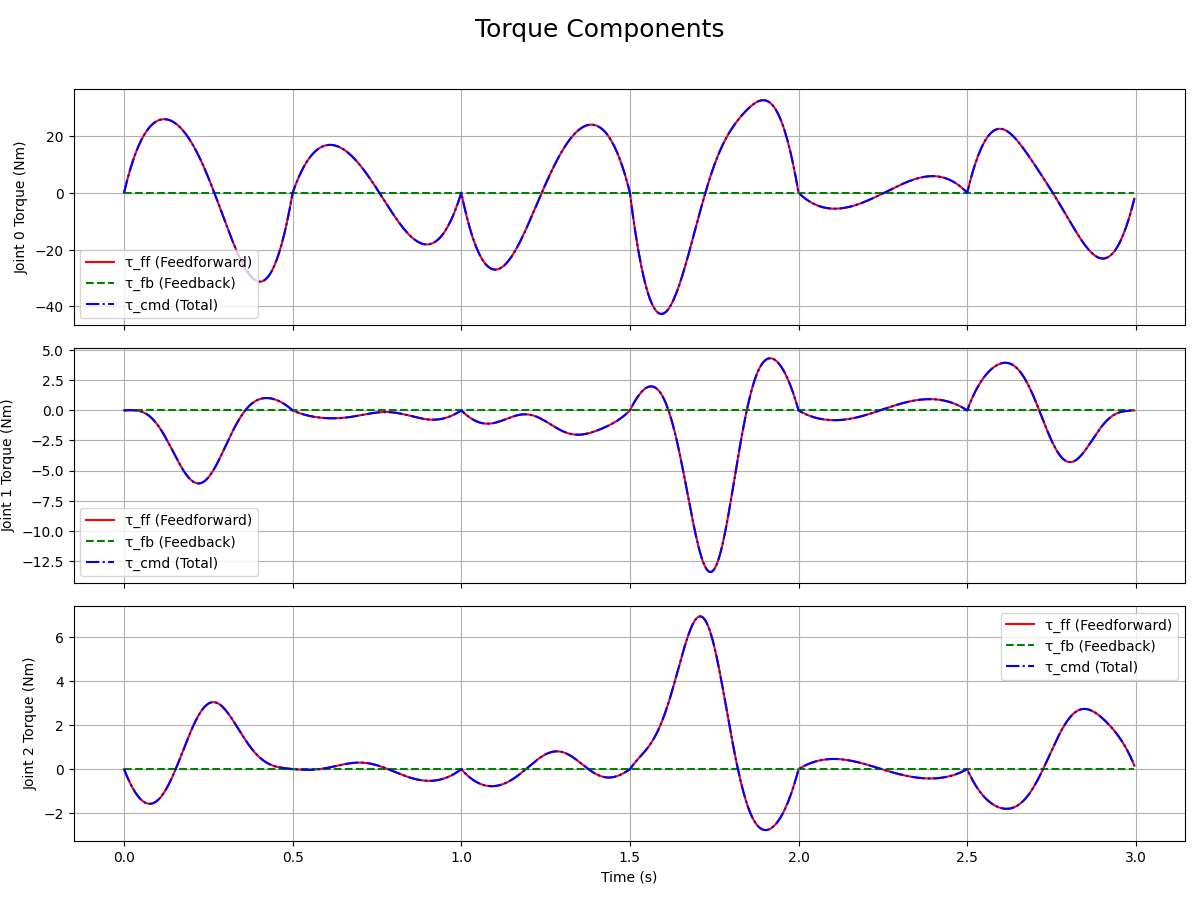 Torque Components
Joint 0 Torque (Nm)
20
0
−20
−40
τ_ff (Feedforward)
τ_fb (Feedback)
τ_cmd (Total)
Joint 1 Torque (Nm)
5.0
2.5
0.0
−2.5
−5.0
−7.5
−10.0
−12.5
τ_ff (Feedforward)
τ_fb (Feedback)
τ_cmd (Total)
Joint 2 Torque (Nm)
6
4
2
0
−2
τ_ff (Feedforward)
τ_fb (Feedback)
τ_cmd (Total)
0.0 0.5 1.0 1.5 2.0 2.5 3.0
Time (s)